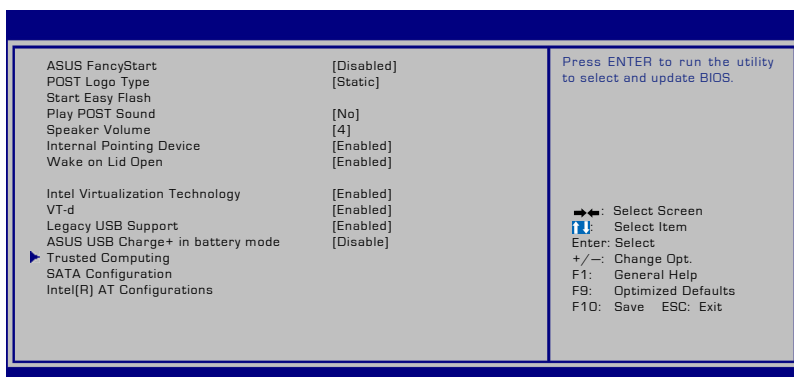 ASUS FancyStart [Disabled]
POST Logo Type [Static]
Start Easy Flash
Play POST Sound [No]
Speaker Volume [4]
Internal Pointing Device [Enabled]
Wake on Lid Open [Enabled]
Intel Virtualization Technology [Enabled]
VT-d [Enabled]
Legacy USB Support [Enabled]
ASUS USB Charge+ in battery mode [Disable]
Trusted Computing
SATA Configuration
Intel(R) AT Configurations
Press ENTER to run the utility
to select and update BIOS.
→←: Select Screen
↑↓: Select Item
Enter: Select
+/—: Change Opt.
F1: General Help
F9: Optimized Defaults
F10: Save ESC: Exit